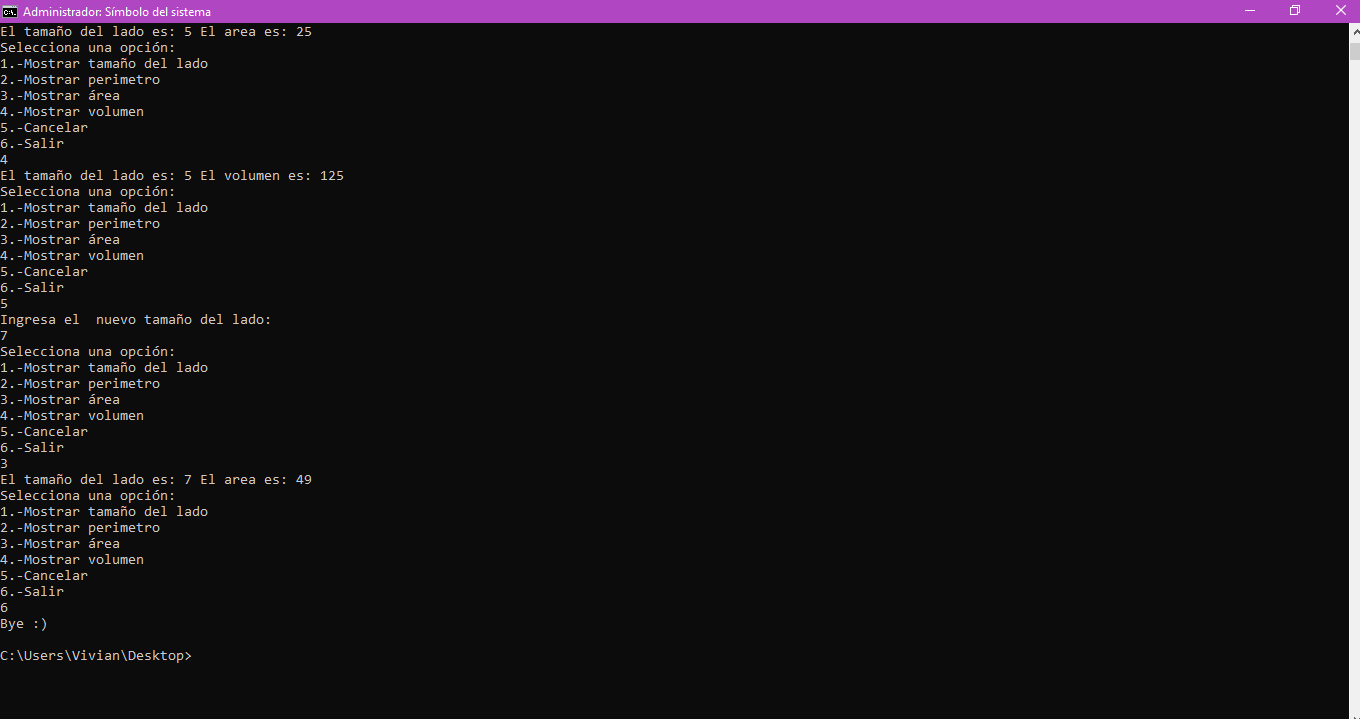 Administrador: Símbolo del sistema
El tamaño del lado es: 5 El area es: 25
Selecciona una opción:
1.-Mostrar tamaño del lado
2.-Mostrar perimetro
3.-Mostrar área
4.-Mostrar volumen
5.-Cancelar
6.-Salir
4
El tamaño del lado es: 5 El volumen es: 125
Selecciona una opción:
1.-Mostrar tamaño del lado
2.-Mostrar perimetro
3.-Mostrar área
4.-Mostrar volumen
5.-Cancelar
6.-Salir
5
Ingresa el  nuevo tamaño del lado:
7
Selecciona una opción:
1.-Mostrar tamaño del lado
2.-Mostrar perimetro
3.-Mostrar área
4.-Mostrar volumen
5.-Cancelar
6.-Salir
3
El tamaño del lado es: 7 El area es: 49
Selecciona una opción:
1.-Mostrar tamaño del lado
2.-Mostrar perimetro
3.-Mostrar área
4.-Mostrar volumen
5.-Cancelar
6.-Salir
6
Bye :)
C:\Users\Vivian\Desktop>